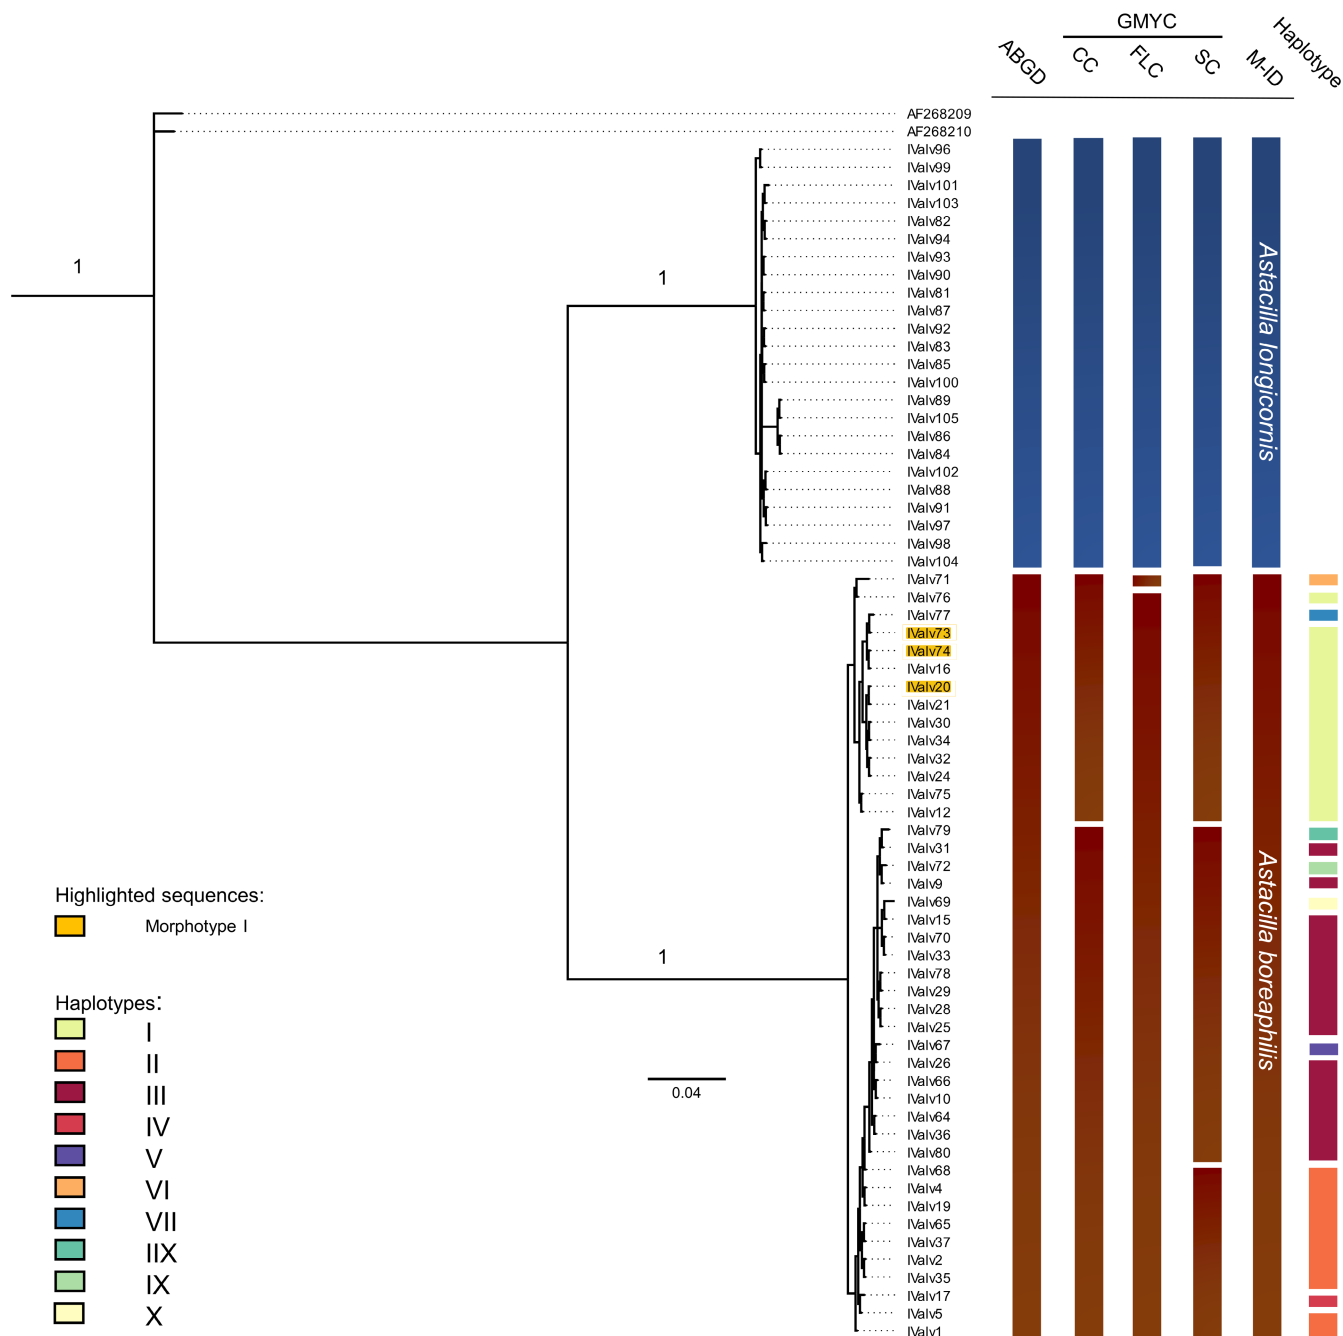 GMYC
ABGD
CC
FLC
SC
M-ID
Haplotype
AF268209
AF268210
IValv96
IValv99
IValv101
IValv103
IValv82
IValv94
IValv93
IValv90
IValv81
IValv87
IValv92
IValv83
IValv85
IValv100
IValv89
IValv105
IValv86
IValv84
IValv102
IValv88
IValv91
IValv97
IValv98
IValv104
IValv71
IValv76
IValv77
IValv73
IValv74
IValv16
IValv20
IValv21
IValv30
IValv34
IValv32
IValv24
IValv75
IValv12
IValv79
IValv31
IValv72
IValv9
IValv69
IValv15
IValv70
IValv33
IValv78
IValv29
IValv28
IValv25
IValv67
IValv26
IValv66
IValv10
IValv64
IValv36
IValv80
IValv68
IValv4
IValv19
IValv65
IValv37
IValv2
IValv35
IValv17
IValv5
IValv1
1
1
1
0.04
Astacilla longicornis
Astacilla boreaphilis
Highlighted sequences:
Morphotype I
Haplotypes:
I
II
III
IV
V
VI
VII
IIX
IX
X